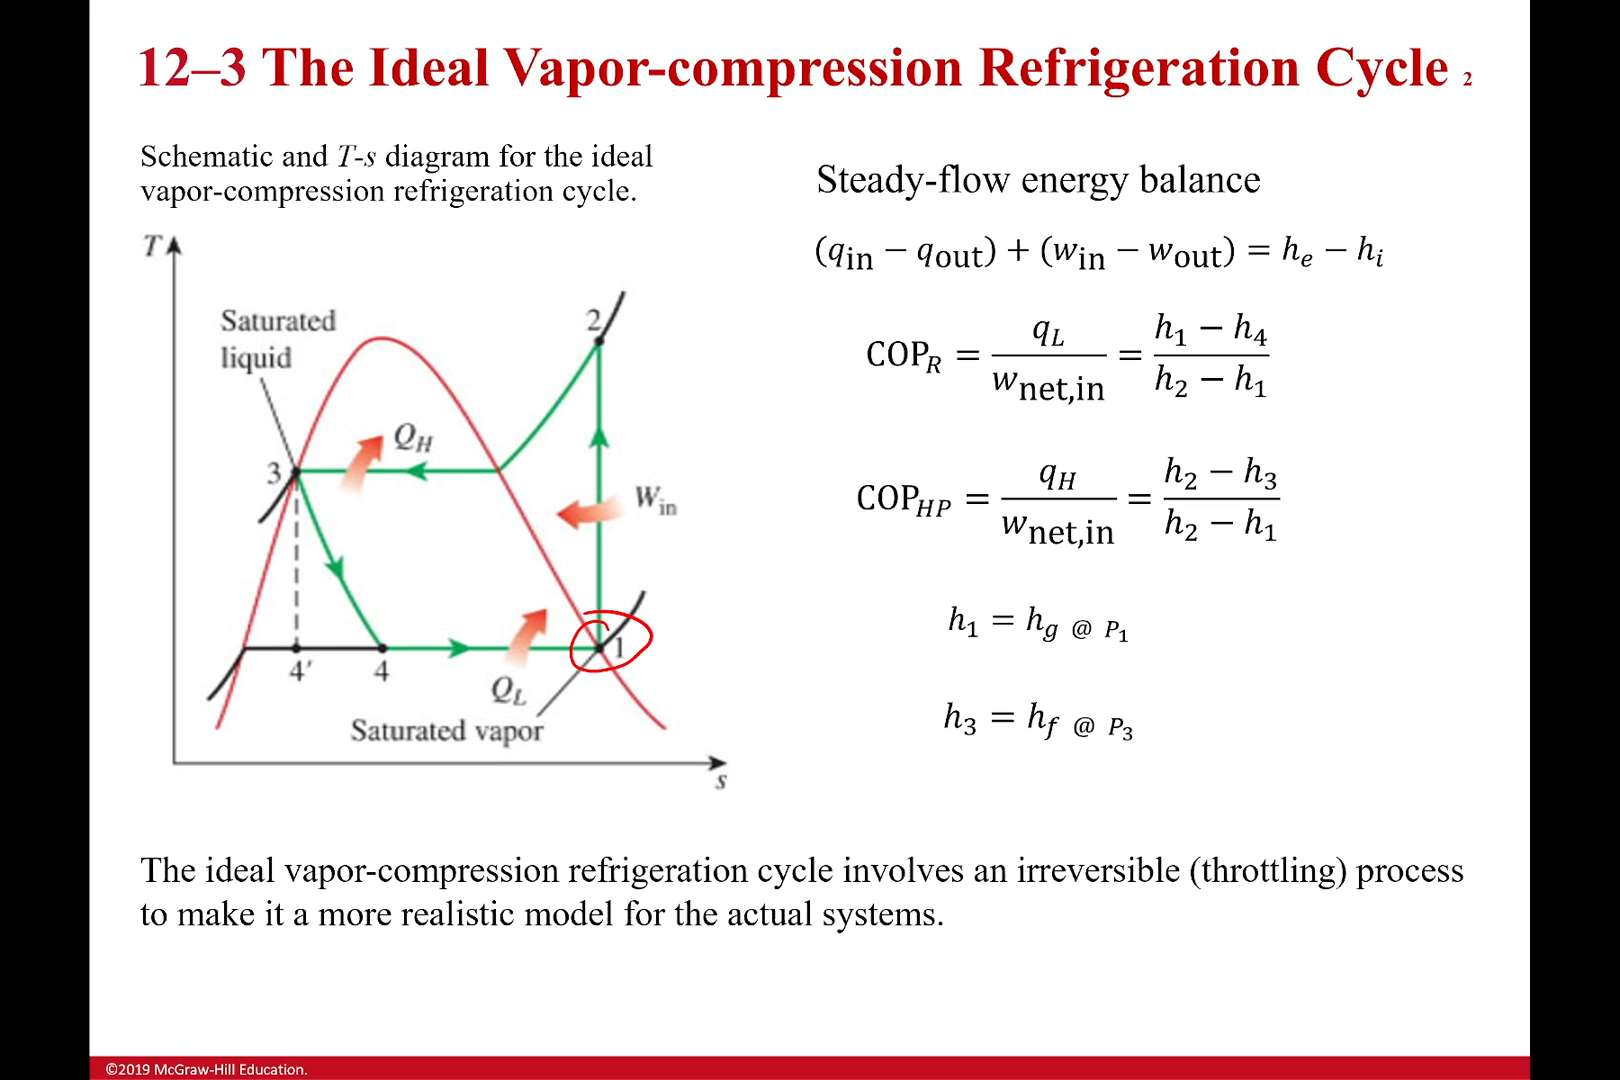 12–3 The Ideal Vapor-compression Refrigeration Cycle 2
Schematic and T-s diagram for the ideal
vapor-compression refrigeration cycle.
T
Saturated
liquid
2
Q_H
3
W_in
1
4′
4
Q_L
Saturated vapor
s
Steady-flow energy balance
(q_in − q_out) + (w_in − w_out) = h_e − h_i
COP_R = q_L / w_net,in = (h_1 − h_4) / (h_2 − h_1)
COP_HP = q_H / w_net,in = (h_2 − h_3) / (h_2 − h_1)
h_1 = h_g @ P_1
h_3 = h_f @ P_3
The ideal vapor-compression refrigeration cycle involves an irreversible (throttling) process
to make it a more realistic model for the actual systems.
©2019 McGraw-Hill Education.